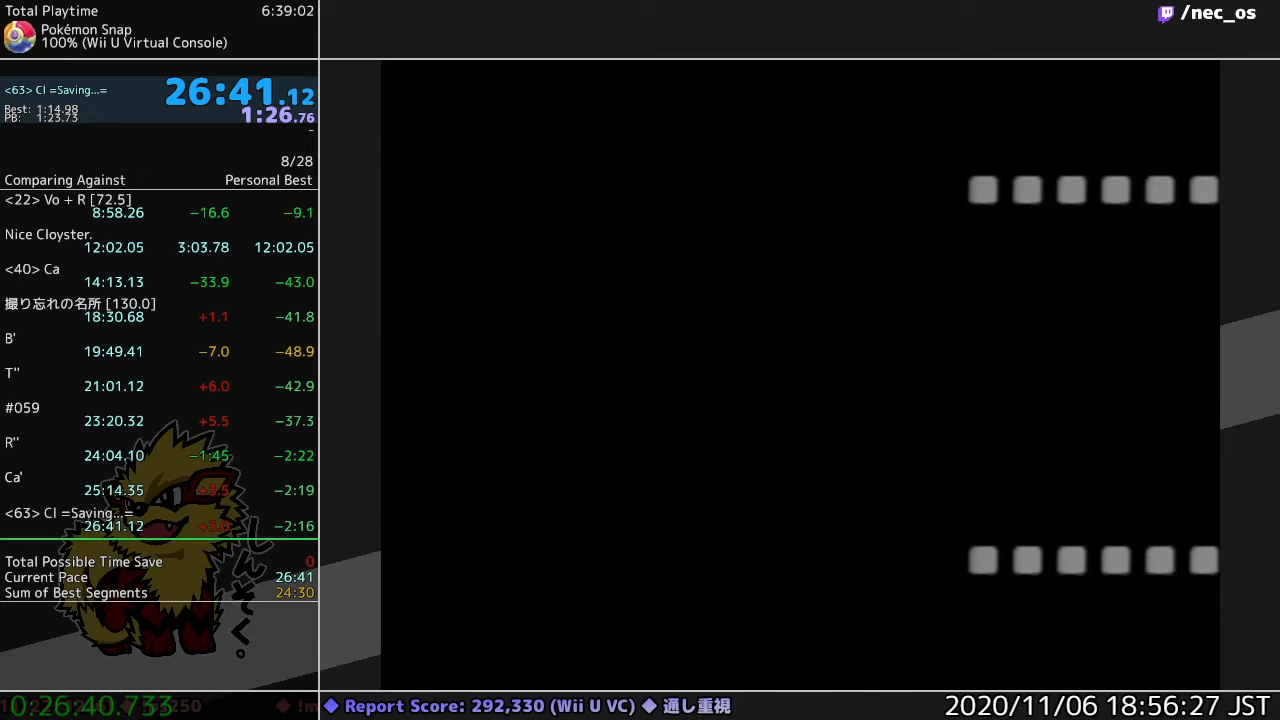 Total Playtime 6:39:02
Pokémon Snap
100% (Wii U Virtual Console)
/nec_os
<63> Cl =Saving...= 26:41.12
Best: 1:14.98
PB: 1:23.73
1:26.76
-
8/28
Comparing Against Personal Best
<22> Vo + R [72.5]
8:58.26 −16.6 −9.1
Nice Cloyster.
12:02.05 3:03.78 12:02.05
<40> Ca
14:13.13 −33.9 −43.0
撮り忘れの名所 [130.0]
18:30.68 +1.1 −41.8
B'
19:49.41 −7.0 −48.9
T''
21:01.12 +6.0 −42.9
#059
23:20.32 +5.5 −37.3
R''
24:04.10 −1:45 −2:22
Ca'
25:14.35 +3.5 −2:19
<63> Cl =Saving...=
26:41.12 +3.0 −2:16
Total Possible Time Save 0
Current Pace 26:41
Sum of Best Segments 24:30
0:26:40.733
◆ Report Score: 292,330 (Wii U VC) ◆ 通し重視
2020/11/06 18:56:27 JST